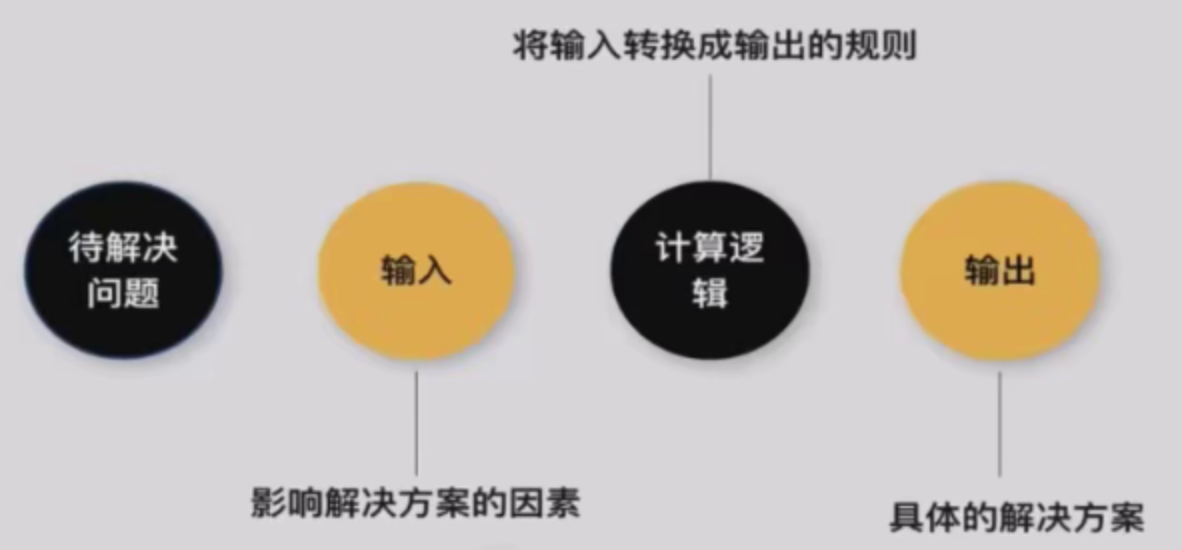 将输入转换成输出的规则
待解决
问题
输入
计算逻
辑
输出
影响解决方案的因素
具体的解决方案